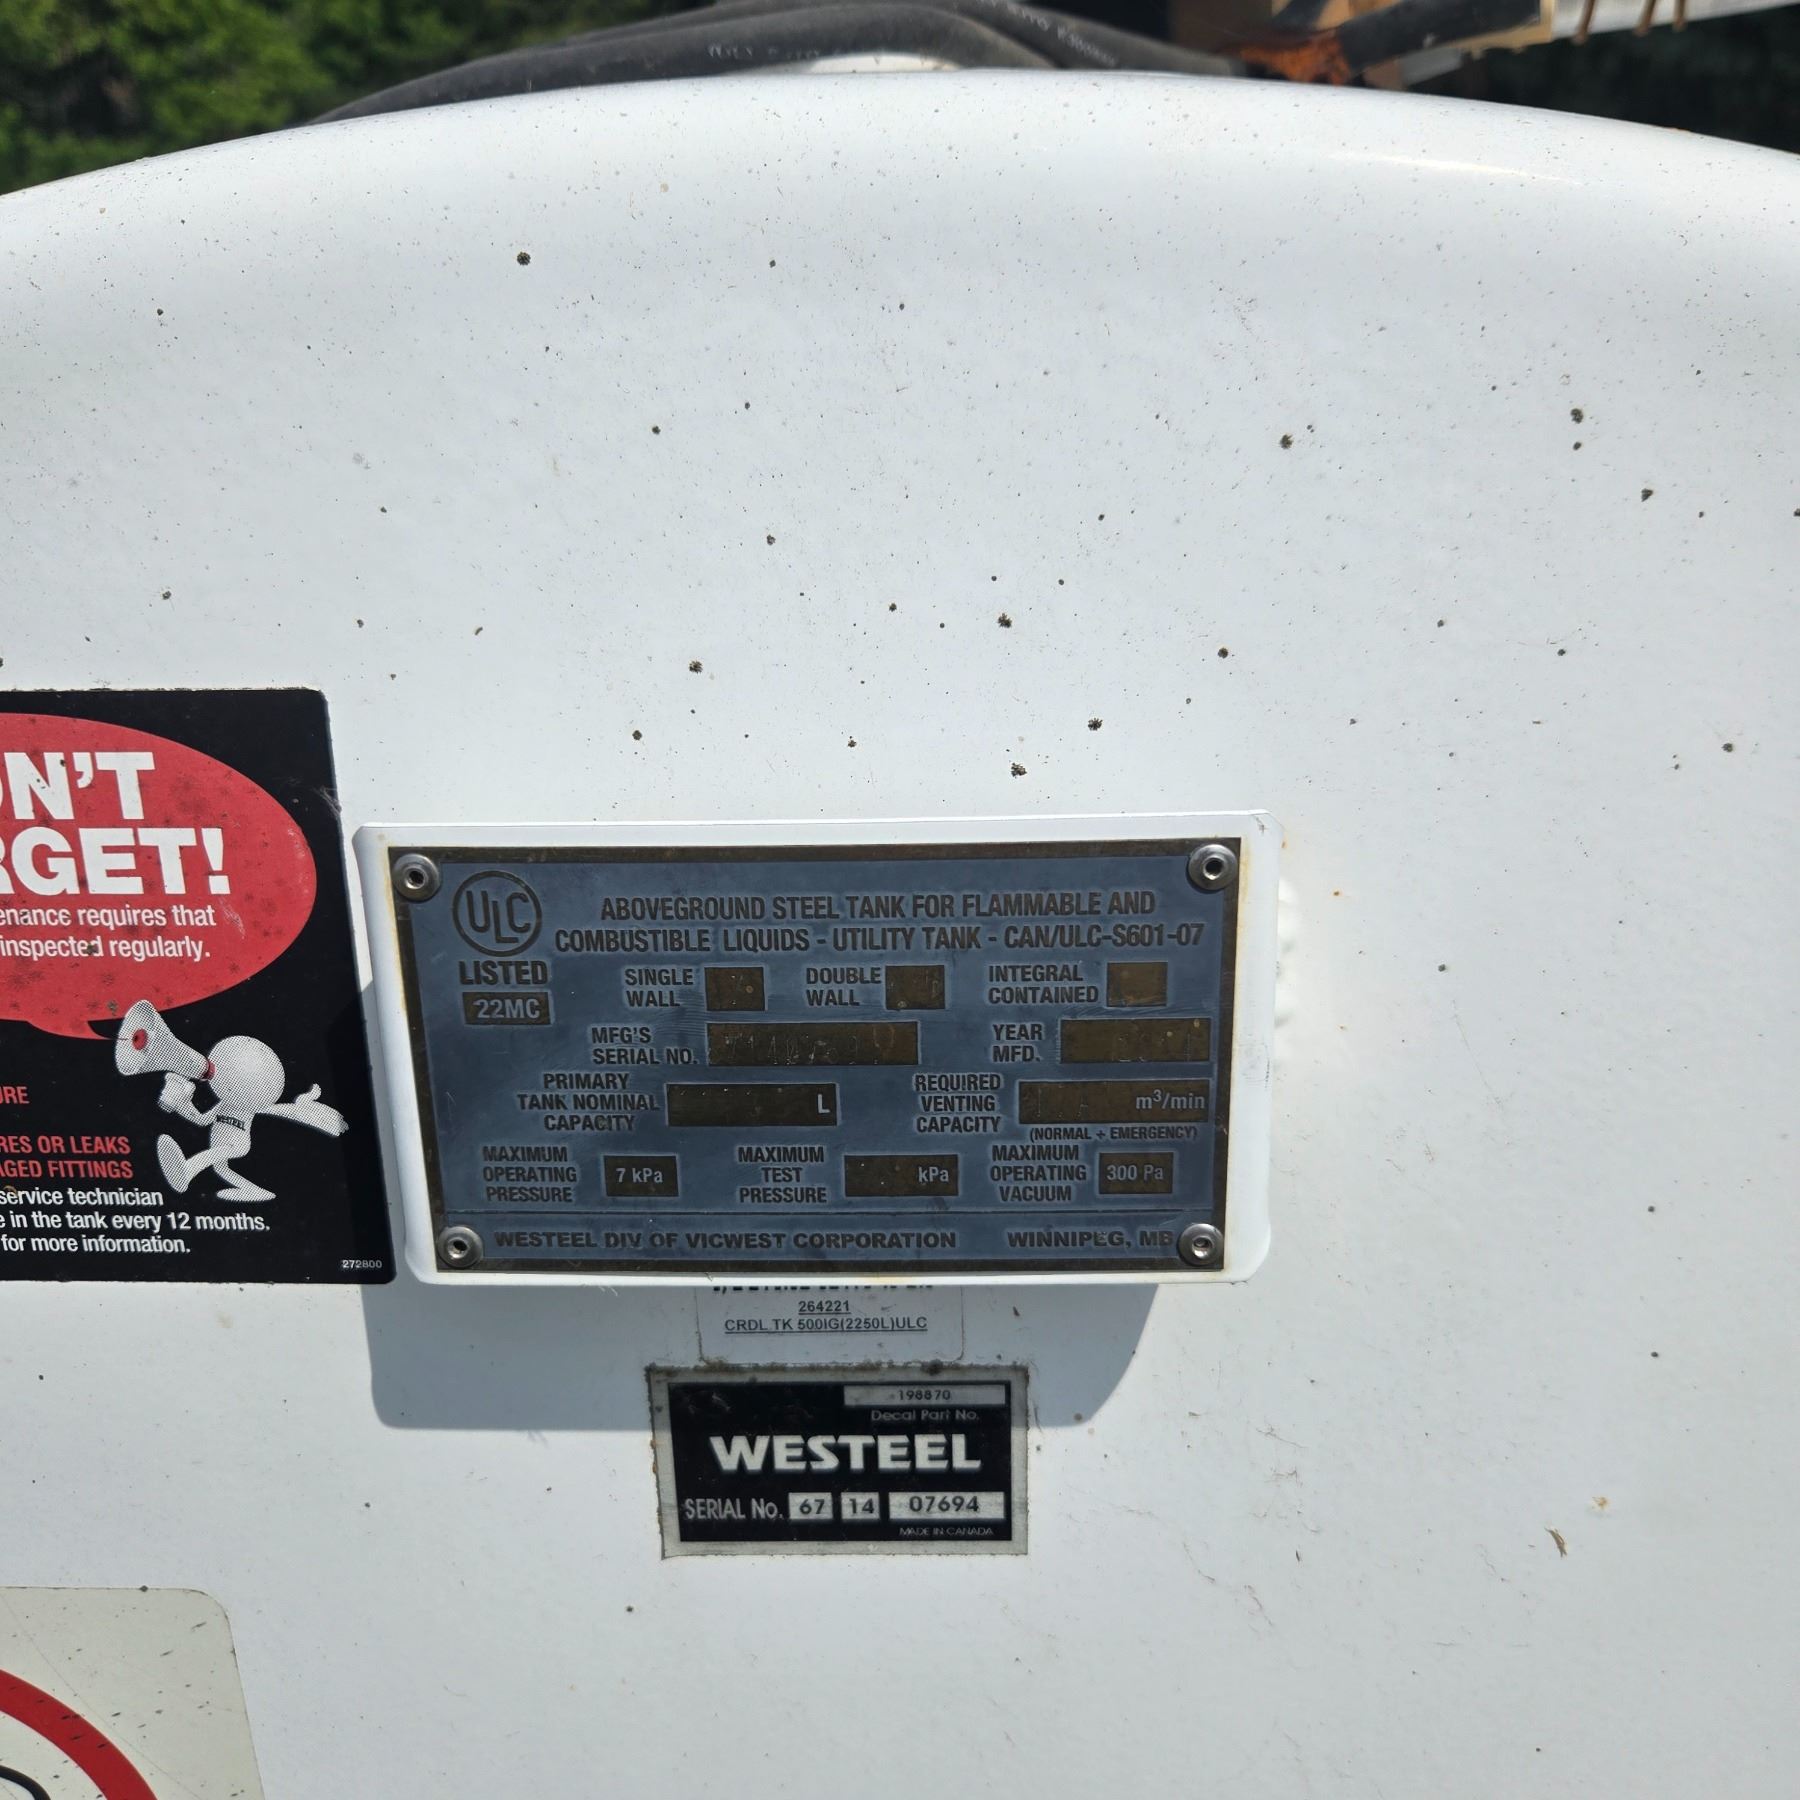 ON'T
RGET!
enance requires that
inspected regularly.
URE
RES OR LEAKS
AGED FITTINGS
service technician
e in the tank every 12 months.
for more information.
272800
WESTEEL
ULC
LISTED
22MC
ABOVEGROUND STEEL TANK FOR FLAMMABLE AND
COMBUSTIBLE LIQUIDS - UTILITY TANK - CAN/ULC-S601-07
SINGLE WALL
DOUBLE WALL
INTEGRAL CONTAINED
MFG'S SERIAL NO.
YEAR MFD.
PRIMARY TANK NOMINAL CAPACITY L
REQUIRED VENTING CAPACITY m³/min
(NORMAL + EMERGENCY)
MAXIMUM OPERATING PRESSURE 7 kPa
MAXIMUM TEST PRESSURE kPa
MAXIMUM OPERATING VACUUM 300 Pa
WESTEEL DIV OF VICWEST CORPORATION WINNIPEG, MB
264221
CRDL TK 500IG(2250L)ULC
198870
Decal Part No.
WESTEEL
SERIAL No. 67 14 07694
MADE IN CANADA